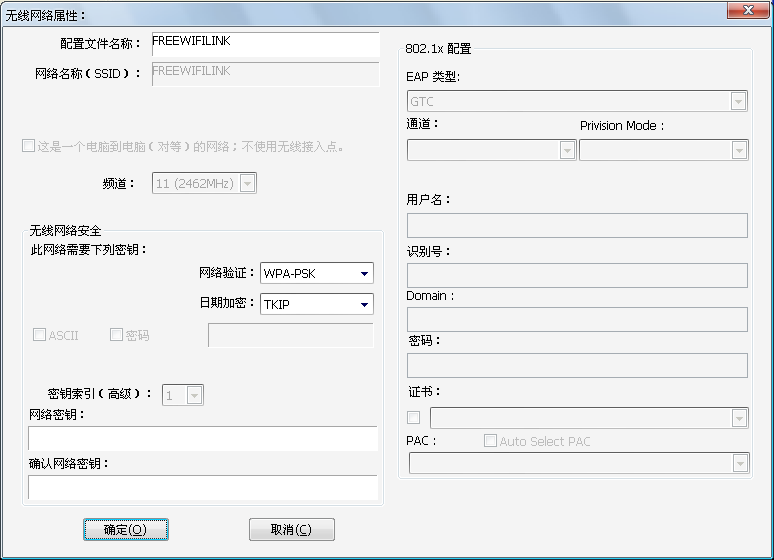 无线网络属性：
配置文件名称： FREEWIFILINK
网络名称（SSID）： FREEWIFILINK
这是一个电脑到电脑（对等）的网络；不使用无线接入点。
频道： 11 (2462MHz)
无线网络安全
此网络需要下列密钥：
网络验证： WPA-PSK
日期加密： TKIP
ASCII 密码
密钥索引（高级）： 1
网络密钥：
确认网络密钥：
确定(O) 取消(C)
802.1x 配置
EAP 类型:
GTC
通道： Privision Mode :
用户名：
识别号：
Domain :
密码：
证书：
PAC : Auto Select PAC